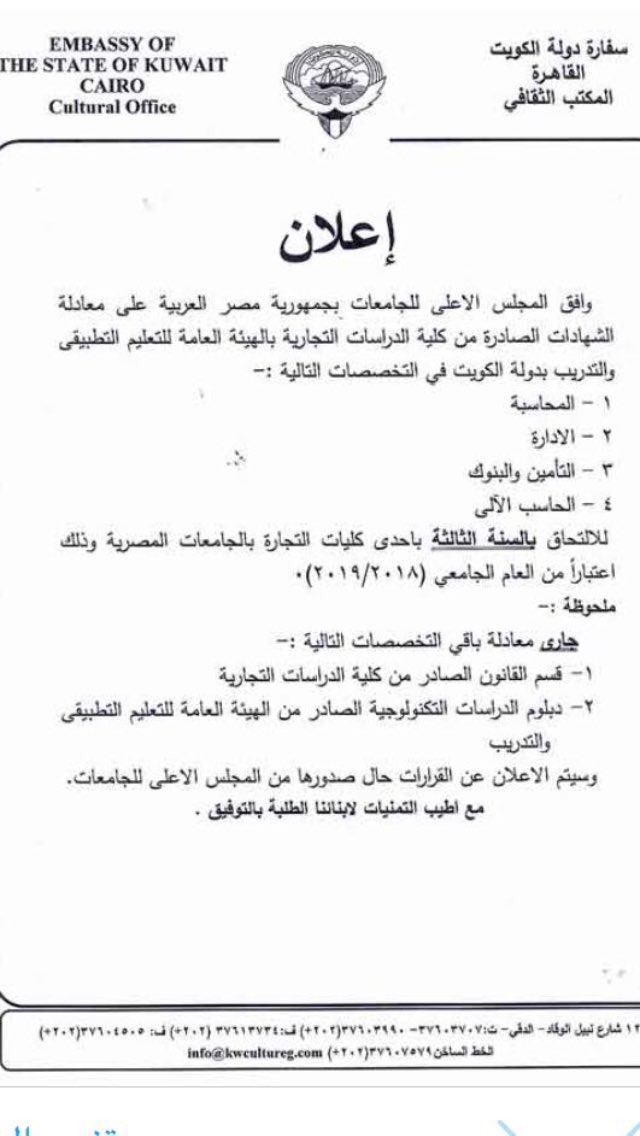 EMBASSY OF
THE STATE OF KUWAIT
CAIRO
Cultural Office
سفارة دولة الكويت
القاهرة
المكتب الثقافي
إعلان
وافق المجلس الاعلى للجامعات بجمهورية مصر العربية على معادلة
الشهادات الصادرة من كلية الدراسات التجارية بالهيئة العامة للتعليم التطبيقى
والتدريب بدولة الكويت في التخصصات التالية :-
١ - المحاسبة
٢ - الادارة
٣ - التأمين والبنوك
٤ - الحاسب الآلى
للالتحاق بالسنة الثالثة باحدى كليات التجارة بالجامعات المصرية وذلك
اعتباراً من العام الجامعي (٢٠١٩/٢٠١٨)٠
ملحوظة :-
جارى معادلة باقي التخصصات التالية :-
١- قسم القانون الصادر من كلية الدراسات التجارية
٢- دبلوم الدراسات التكنولوجية الصادر من الهيئة العامة للتعليم التطبيقى
والتدريب
وسيتم الاعلان عن القرارات حال صدورها من المجلس الاعلى للجامعات.
مع اطيب التمنيات لابنائنا الطلبة بالتوفيق .
١٢ شارع نبيل الوقاد - الدقي - ت:٣٧٦٠٣٧٠٧- ٣٧٦٠٣٩٩٠(٢٠٢+) ف:٣٧٦١٣٧٣٤ (٢٠٢+) ف: ٣٧٦٠٤٥٠٥(٢٠٢+)
الخط الساخن ٣٧٦٠٧٥٧٩(٢٠٢+) info@kwcultureg.com